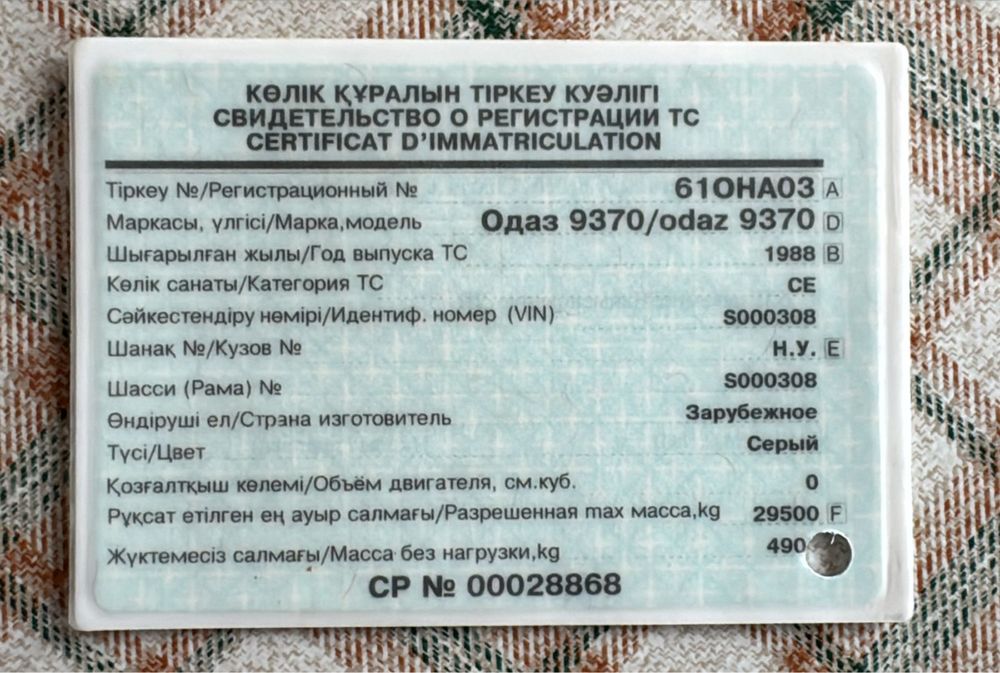 КӨЛІК ҚҰРАЛЫН ТІРКЕУ КУӘЛІГІ
СВИДЕТЕЛЬСТВО О РЕГИСТРАЦИИ ТС
CERTIFICAT D'IMMATRICULATION
Тіркеу №/Регистрационный № 610HA03 A
Маркасы, үлгісі/Марка,модель Одаз 9370/odaz 9370 D
Шығарылған жылы/Год выпуска ТС 1988 B
Көлік санаты/Категория ТС CE
Сәйкестендіру нөмірі/Идентиф. номер (VIN) S000308
Шанақ №/Кузов № Н.У. E
Шасси (Рама) № S000308
Өндіруші ел/Страна изготовитель Зарубежное
Түсі/Цвет Серый
Қозғалтқыш көлемі/Объём двигателя, см.куб. 0
Рұқсат етілген ең ауыр салмағы/Разрешенная max масса,kg 29500 F
Жүктемесіз салмағы/Масса без нагрузки,kg
СР № 00028868